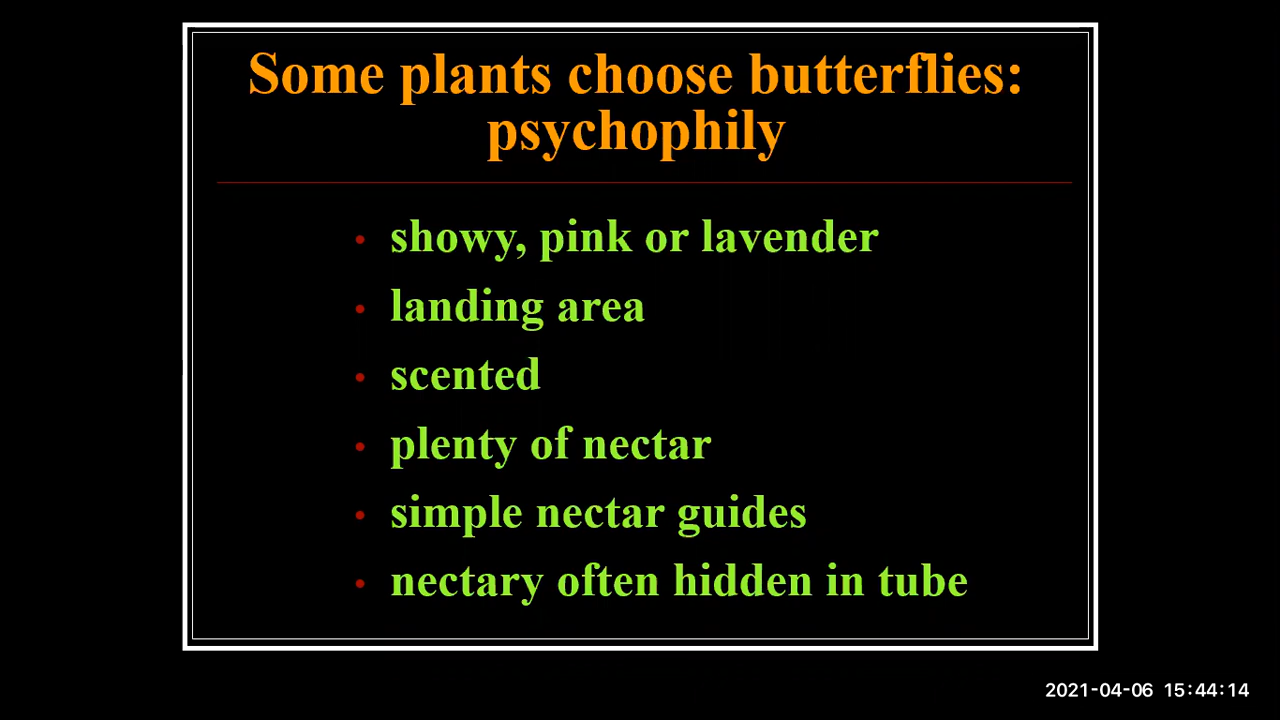 Some plants choose butterflies:
psychophily
• showy, pink or lavender
• landing area
• scented
• plenty of nectar
• simple nectar guides
• nectary often hidden in tube
2021-04-06 15:44:14